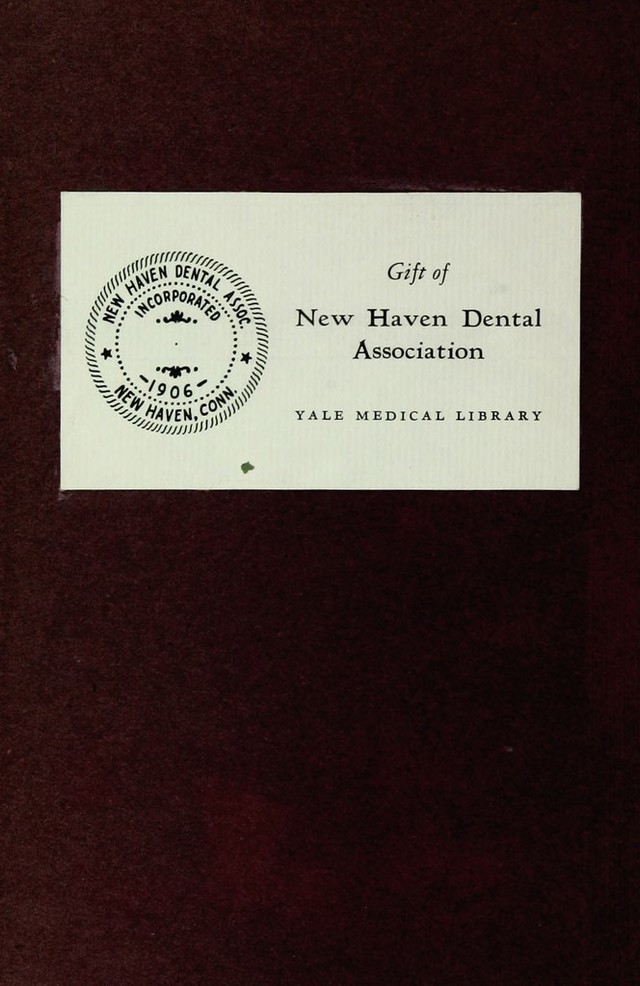 NEW HAVEN DENTAL ASSOC.
INCORPORATED
-1906-
NEW HAVEN, CONN.
Gift of
New Haven Dental
Association
YALE MEDICAL LIBRARY